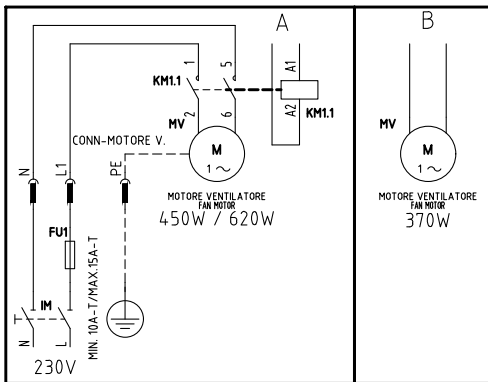 A
B
1
5
A1
KM1.1
2
6
A2
KM1.1
MV
MV
CONN-MOTORE V.
M
1~
M
1~
N
L1
PE
MOTORE VENTILATORE
FAN MOTOR
450W / 620W
MOTORE VENTILATORE
FAN MOTOR
370W
FU1
MIN. 10A-T/MAX.15A-T
IM
N
L
230V